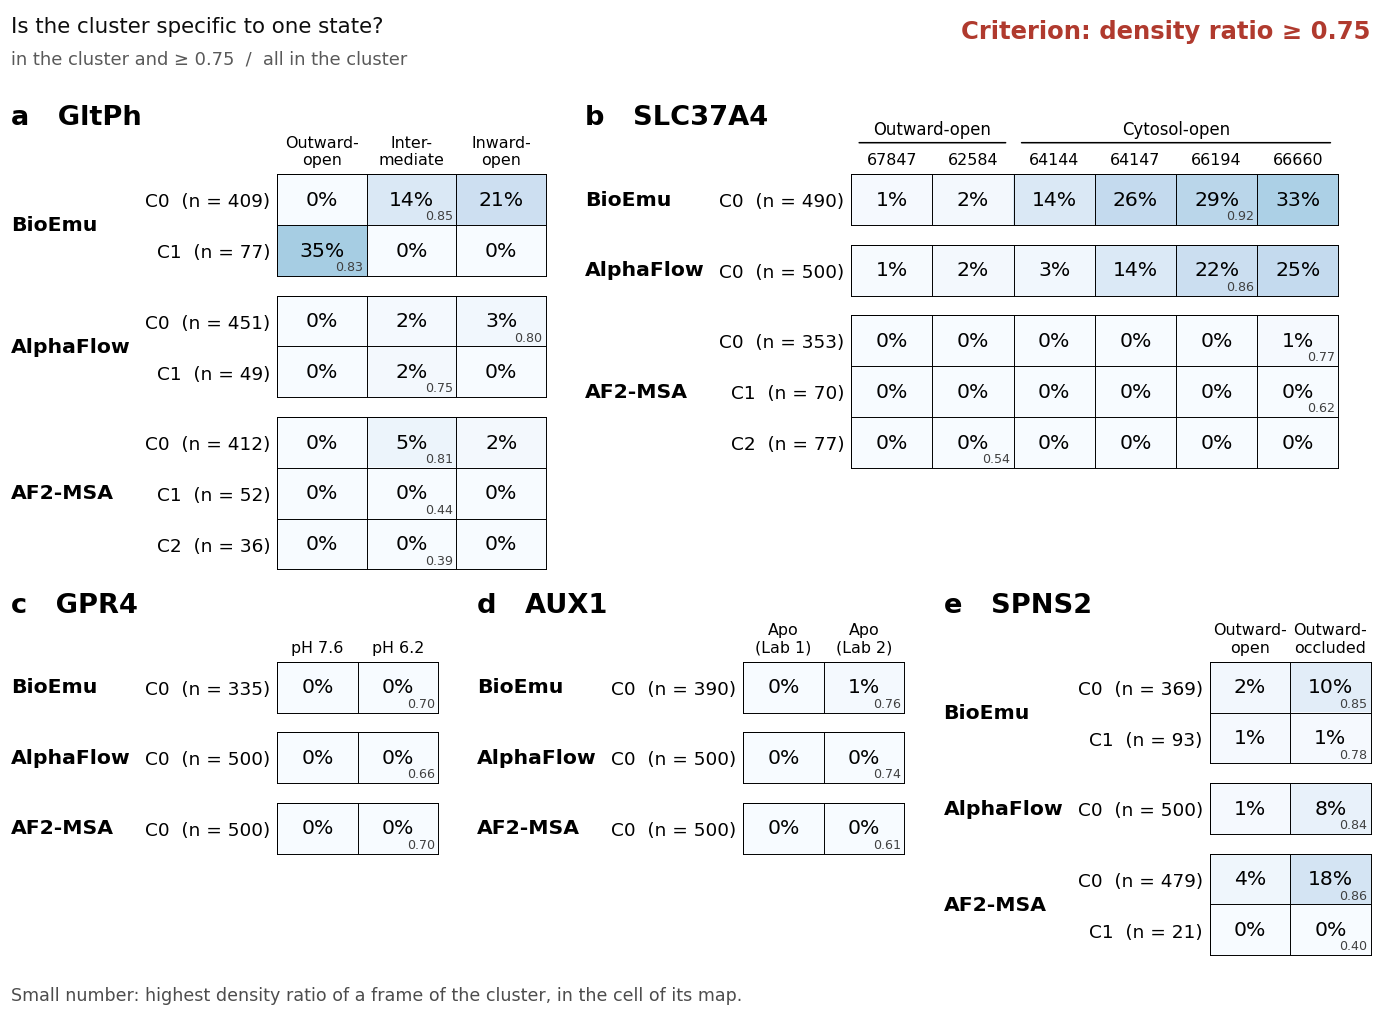 Is the cluster specific to one state?
Criterion: density ratio ≥ 0.75
in the cluster and ≥ 0.75 / all in the cluster
a GltPh
Outward-open Inter-mediate Inward-open
BioEmu
C0 (n = 409) 0% 14% 0.85 21%
C1 (n = 77) 35% 0.83 0% 0%
AlphaFlow
C0 (n = 451) 0% 2% 3% 0.80
C1 (n = 49) 0% 2% 0.75 0%
AF2-MSA
C0 (n = 412) 0% 5% 0.81 2%
C1 (n = 52) 0% 0% 0.44 0%
C2 (n = 36) 0% 0% 0.39 0%
b SLC37A4
Outward-open Cytosol-open
67847 62584 64144 64147 66194 66660
BioEmu C0 (n = 490) 1% 2% 14% 26% 29% 0.92 33%
AlphaFlow C0 (n = 500) 1% 2% 3% 14% 22% 0.86 25%
AF2-MSA
C0 (n = 353) 0% 0% 0% 0% 0% 1% 0.77
C1 (n = 70) 0% 0% 0% 0% 0% 0% 0.62
C2 (n = 77) 0% 0% 0.54 0% 0% 0% 0%
c GPR4
pH 7.6 pH 6.2
BioEmu C0 (n = 335) 0% 0% 0.70
AlphaFlow C0 (n = 500) 0% 0% 0.66
AF2-MSA C0 (n = 500) 0% 0% 0.70
d AUX1
Apo (Lab 1) Apo (Lab 2)
BioEmu C0 (n = 390) 0% 1% 0.76
AlphaFlow C0 (n = 500) 0% 0% 0.74
AF2-MSA C0 (n = 500) 0% 0% 0.61
e SPNS2
Outward-open Outward-occluded
BioEmu
C0 (n = 369) 2% 10% 0.85
C1 (n = 93) 1% 1% 0.78
AlphaFlow C0 (n = 500) 1% 8% 0.84
AF2-MSA
C0 (n = 479) 4% 18% 0.86
C1 (n = 21) 0% 0% 0.40
Small number: highest density ratio of a frame of the cluster, in the cell of its map.